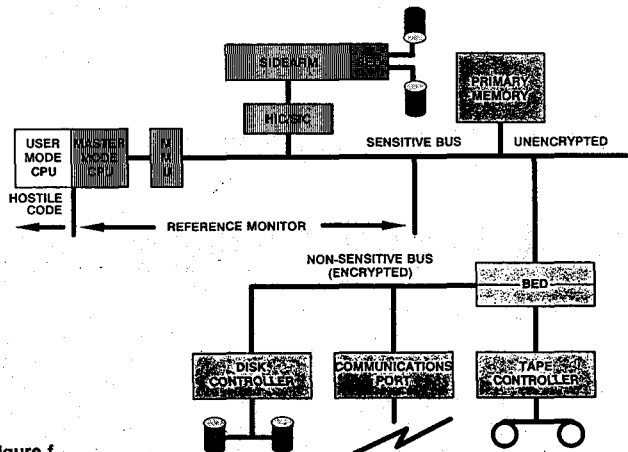 SIDEARM
BED
PRIMARY
MEMORY
HIC/SIC
USER
MODE
CPU
MASTER
MODE
CPU
M
M
U
SENSITIVE BUS
UNENCRYPTED
HOSTILE
CODE
REFERENCE MONITOR
NON-SENSITIVE BUS
(ENCRYPTED)
BED
DISK
CONTROLLER
COMMUNICATIONS
PORT
TAPE
CONTROLLER